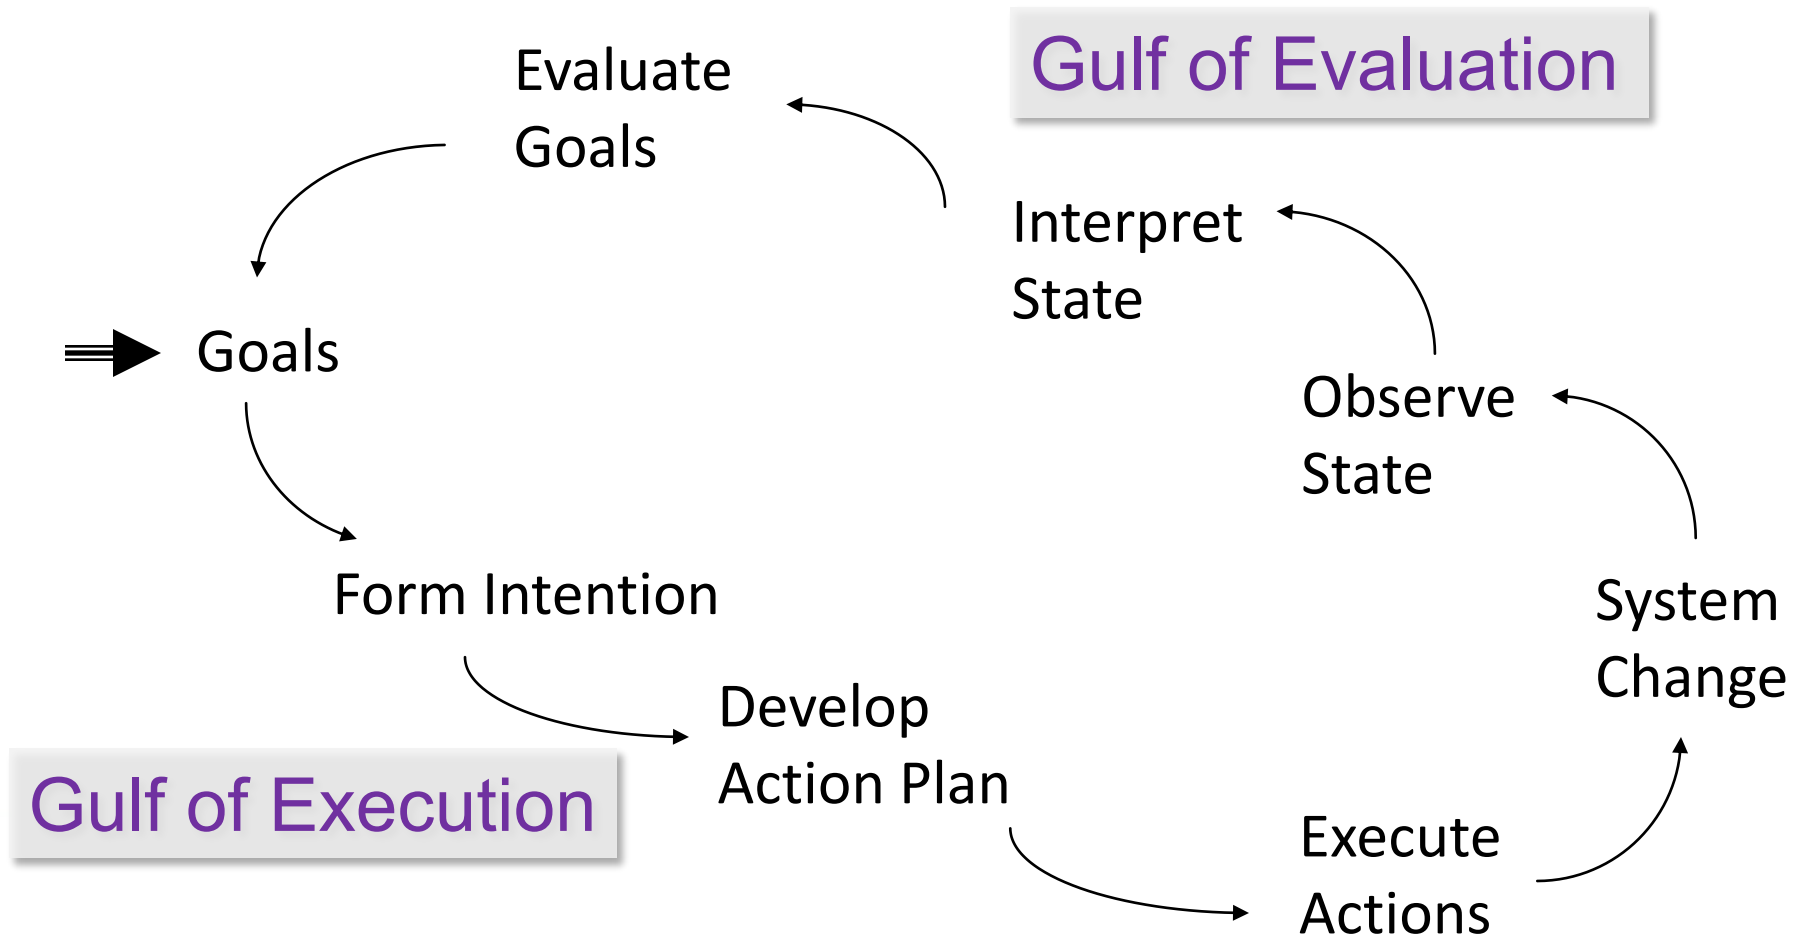 Gulf of Evaluation
Evaluate
Goals
Interpret
State
Goals
Observe
State
Form Intention
System
Change
Develop
Action Plan
Gulf of Execution
Execute
Actions